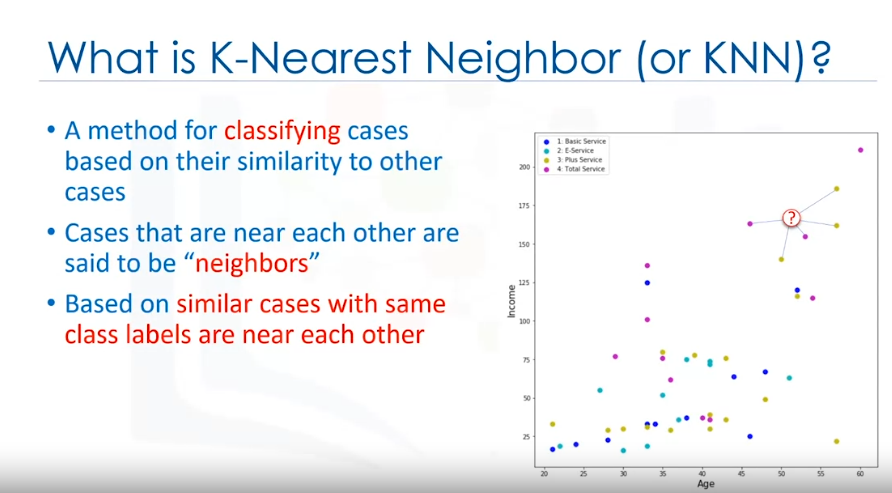 What is K-Nearest Neighbor (or KNN)?
• A method for classifying cases
based on their similarity to other
cases
• Cases that are near each other are
said to be “neighbors”
• Based on similar cases with same
class labels are near each other
1: Basic Service
2: E-Service
3: Plus Service
4: Total Service
?
Income
200
175
150
125
100
75
50
25
20 25 30 35 40 45 50 55 60
Age